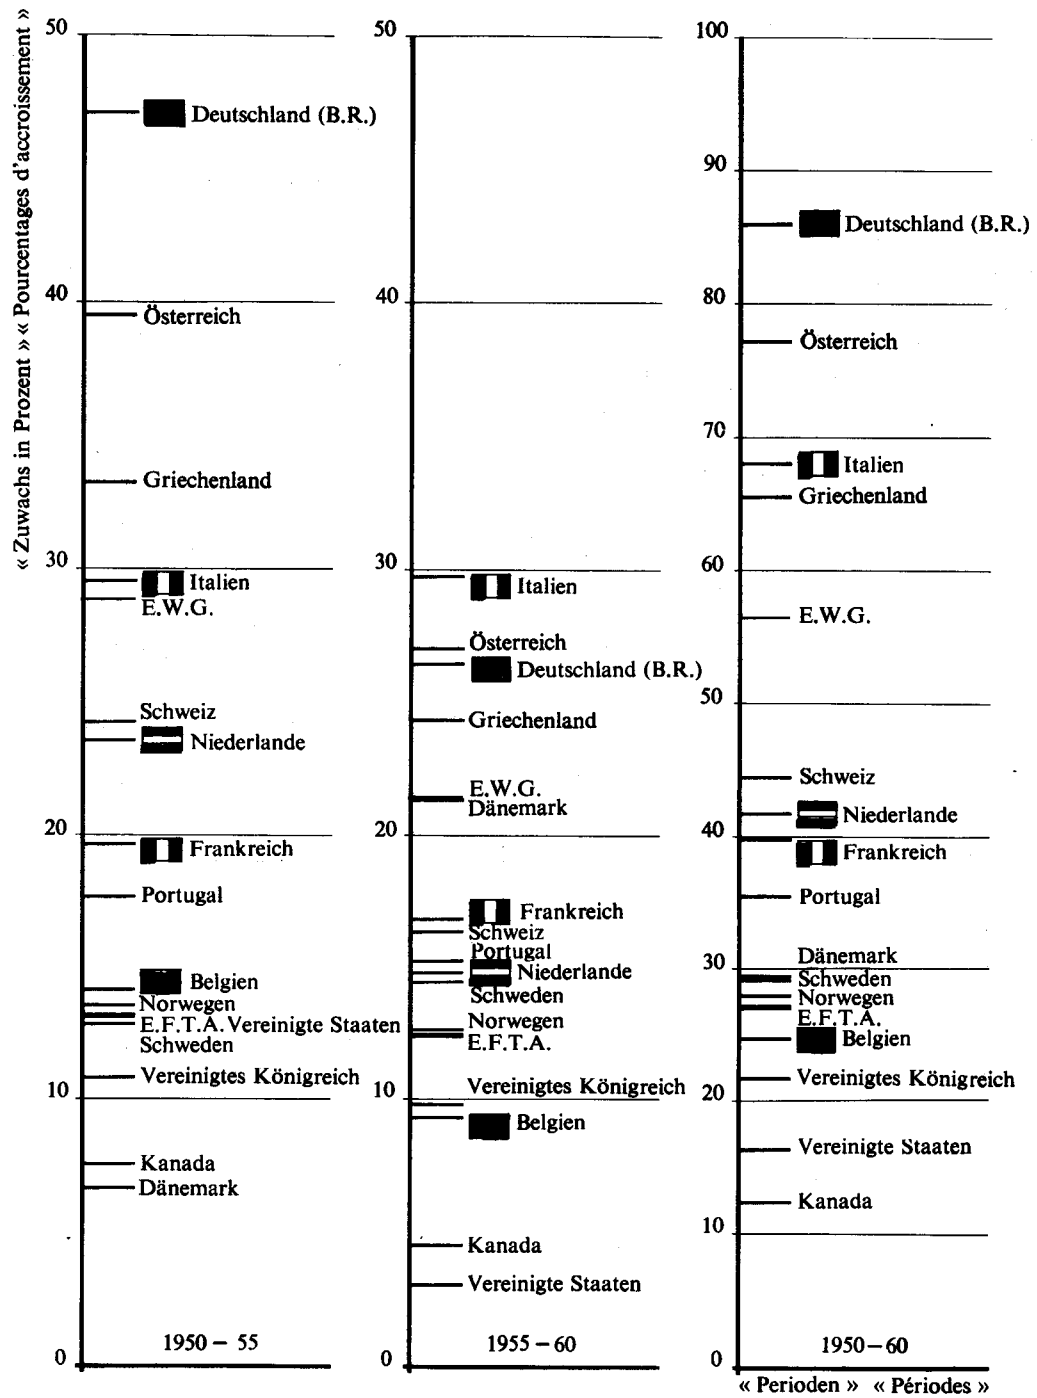 « Zuwachs in Prozent » « Pourcentages d'accroissement »
50
Deutschland (B.R.)
40
Österreich
Griechenland
30
Italien
E.W.G.
Schweiz
Niederlande
20
Frankreich
Portugal
Belgien
Norwegen
E.F.T.A. Vereinigte Staaten
Schweden
Vereinigtes Königreich
10
Kanada
Dänemark
1950 – 55
0
50
40
30
Italien
Österreich
Deutschland (B.R.)
Griechenland
E.W.G.
Dänemark
20
Frankreich
Schweiz
Portugal
Niederlande
Schweden
Norwegen
E.F.T.A.
Vereinigtes Königreich
10
Belgien
Kanada
Vereinigte Staaten
1955 – 60
0
100
90
Deutschland (B.R.)
80
Österreich
70
Italien
Griechenland
60
E.W.G.
50
Schweiz
Niederlande
40
Frankreich
Portugal
Dänemark
30
Schweden
Norwegen
E.F.T.A.
Belgien
Vereinigtes Königreich
20
Vereinigte Staaten
Kanada
10
1950–60
0
« Perioden » « Périodes »